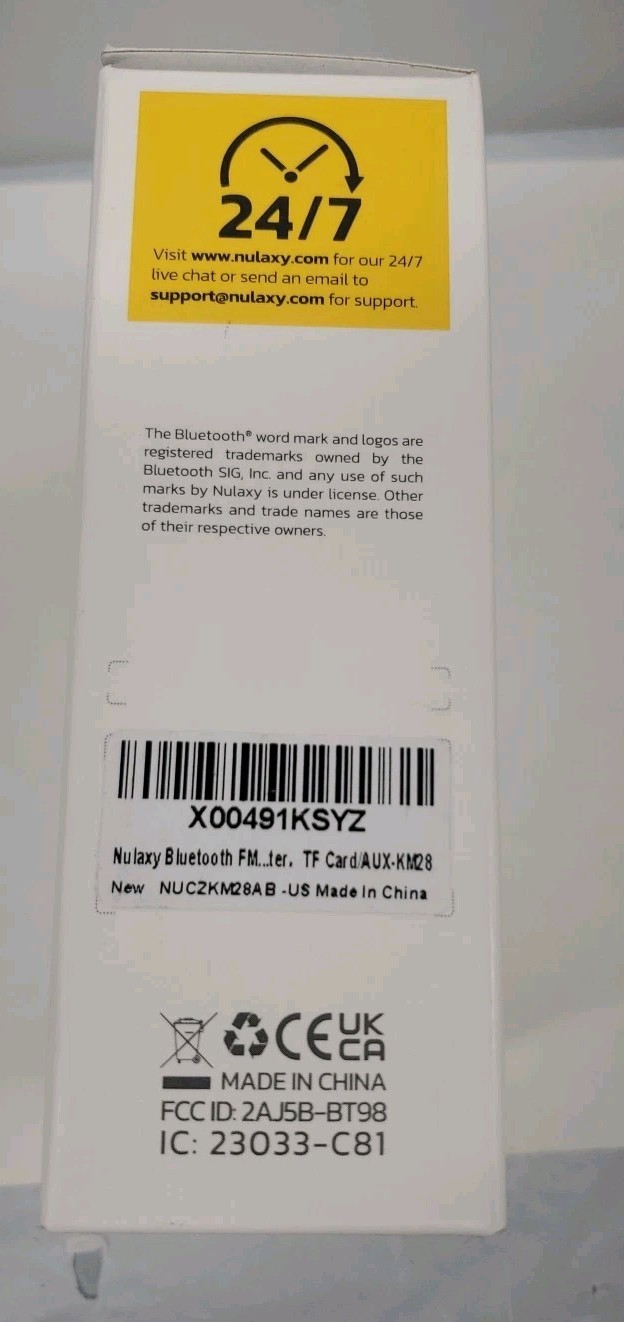 24/7
Visit www.nulaxy.com for our 24/7
live chat or send an email to
support@nulaxy.com for support.
The Bluetooth® word mark and logos are
registered trademarks owned by the
Bluetooth SIG, Inc. and any use of such
marks by Nulaxy is under license. Other
trademarks and trade names are those
of their respective owners.
X00491KSYZ
Nulaxy Bluetooth FM...ter, TF Card/AUX-KM28
New NUCZKM28AB -US Made In China
CE UK CA
MADE IN CHINA
FCC ID: 2AJ5B-BT98
IC: 23033-C81